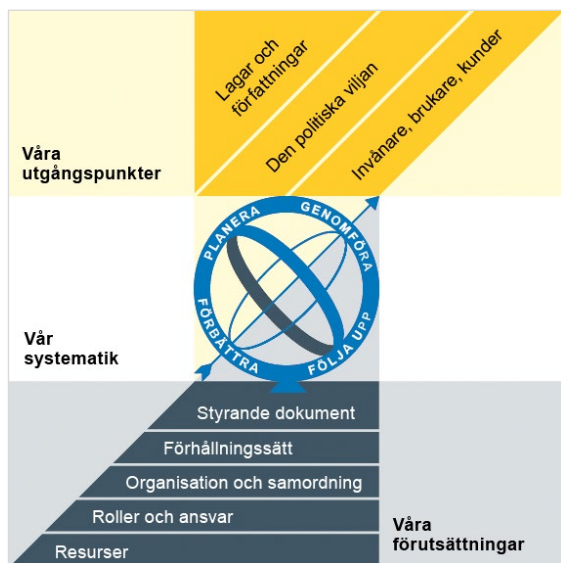 Lagar och
författningar
Den politiska viljan
Invånare, brukare, kunder
Våra
utgångspunkter
PLANERA
GENOMFÖRA
FÖLJA UPP
FÖRBÄTTRA
Vår
systematik
Styrande dokument
Förhållningssätt
Organisation och samordning
Roller och ansvar
Resurser
Våra
förutsättningar